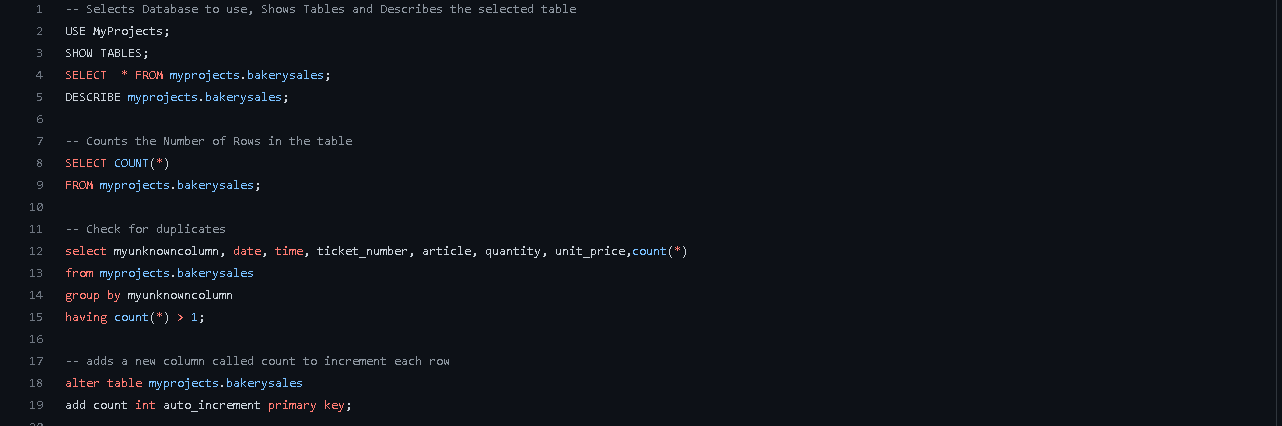 1 -- Selects Database to use, Shows Tables and Describes the selected table
2 USE MyProjects;
3 SHOW TABLES;
4 SELECT  * FROM myprojects.bakerysales;
5 DESCRIBE myprojects.bakerysales;
6
7 -- Counts the Number of Rows in the table
8 SELECT COUNT(*)
9 FROM myprojects.bakerysales;
10
11 -- Check for duplicates
12 select myunknowncolumn, date, time, ticket_number, article, quantity, unit_price,count(*)
13 from myprojects.bakerysales
14 group by myunknowncolumn
15 having count(*) > 1;
16
17 -- adds a new column called count to increment each row
18 alter table myprojects.bakerysales
19 add count int auto_increment primary key;